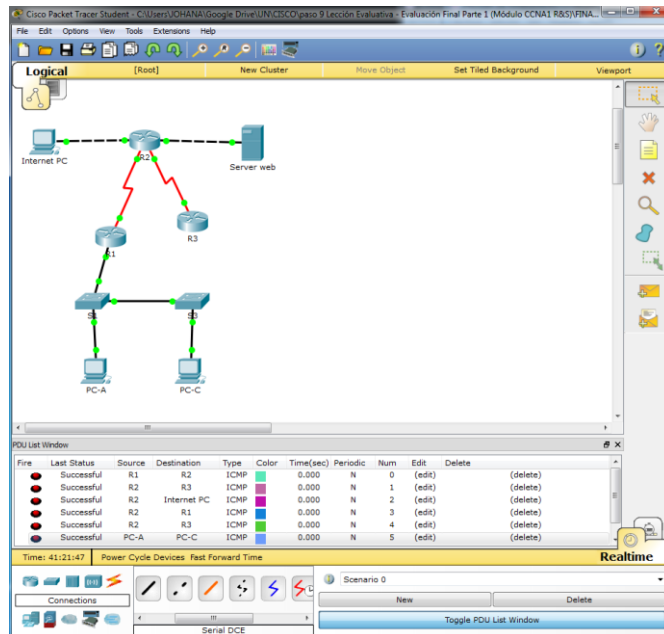 Cisco Packet Tracer Student - C:\Users\JOHANA\Google Drive\UN\CISCO\paso 9 Lección Evaluativa - Evaluación Final Parte 1 (Módulo CCNA1 R&S)\FINA...
File Edit Options View Tools Extensions Help
Logical [Root] New Cluster Move Object Set Tiled Background Viewport
Internet PC
R2
Server web
R1
R3
S1
S3
PC-A
PC-C
PDU List Window
Fire Last Status Source Destination Type Color Time(sec) Periodic Num Edit Delete
Successful R1 R2 ICMP 0.000 N 0 (edit) (delete)
Successful R2 R3 ICMP 0.000 N 1 (edit) (delete)
Successful R2 Internet PC ICMP 0.000 N 2 (edit) (delete)
Successful R2 R1 ICMP 0.000 N 3 (edit) (delete)
Successful R2 R3 ICMP 0.000 N 4 (edit) (delete)
Successful PC-A PC-C ICMP 0.000 N 5 (edit) (delete)
Time: 41:21:47 Power Cycle Devices Fast Forward Time Realtime
Scenario 0
Connections
New Delete
Toggle PDU List Window
Serial DCE